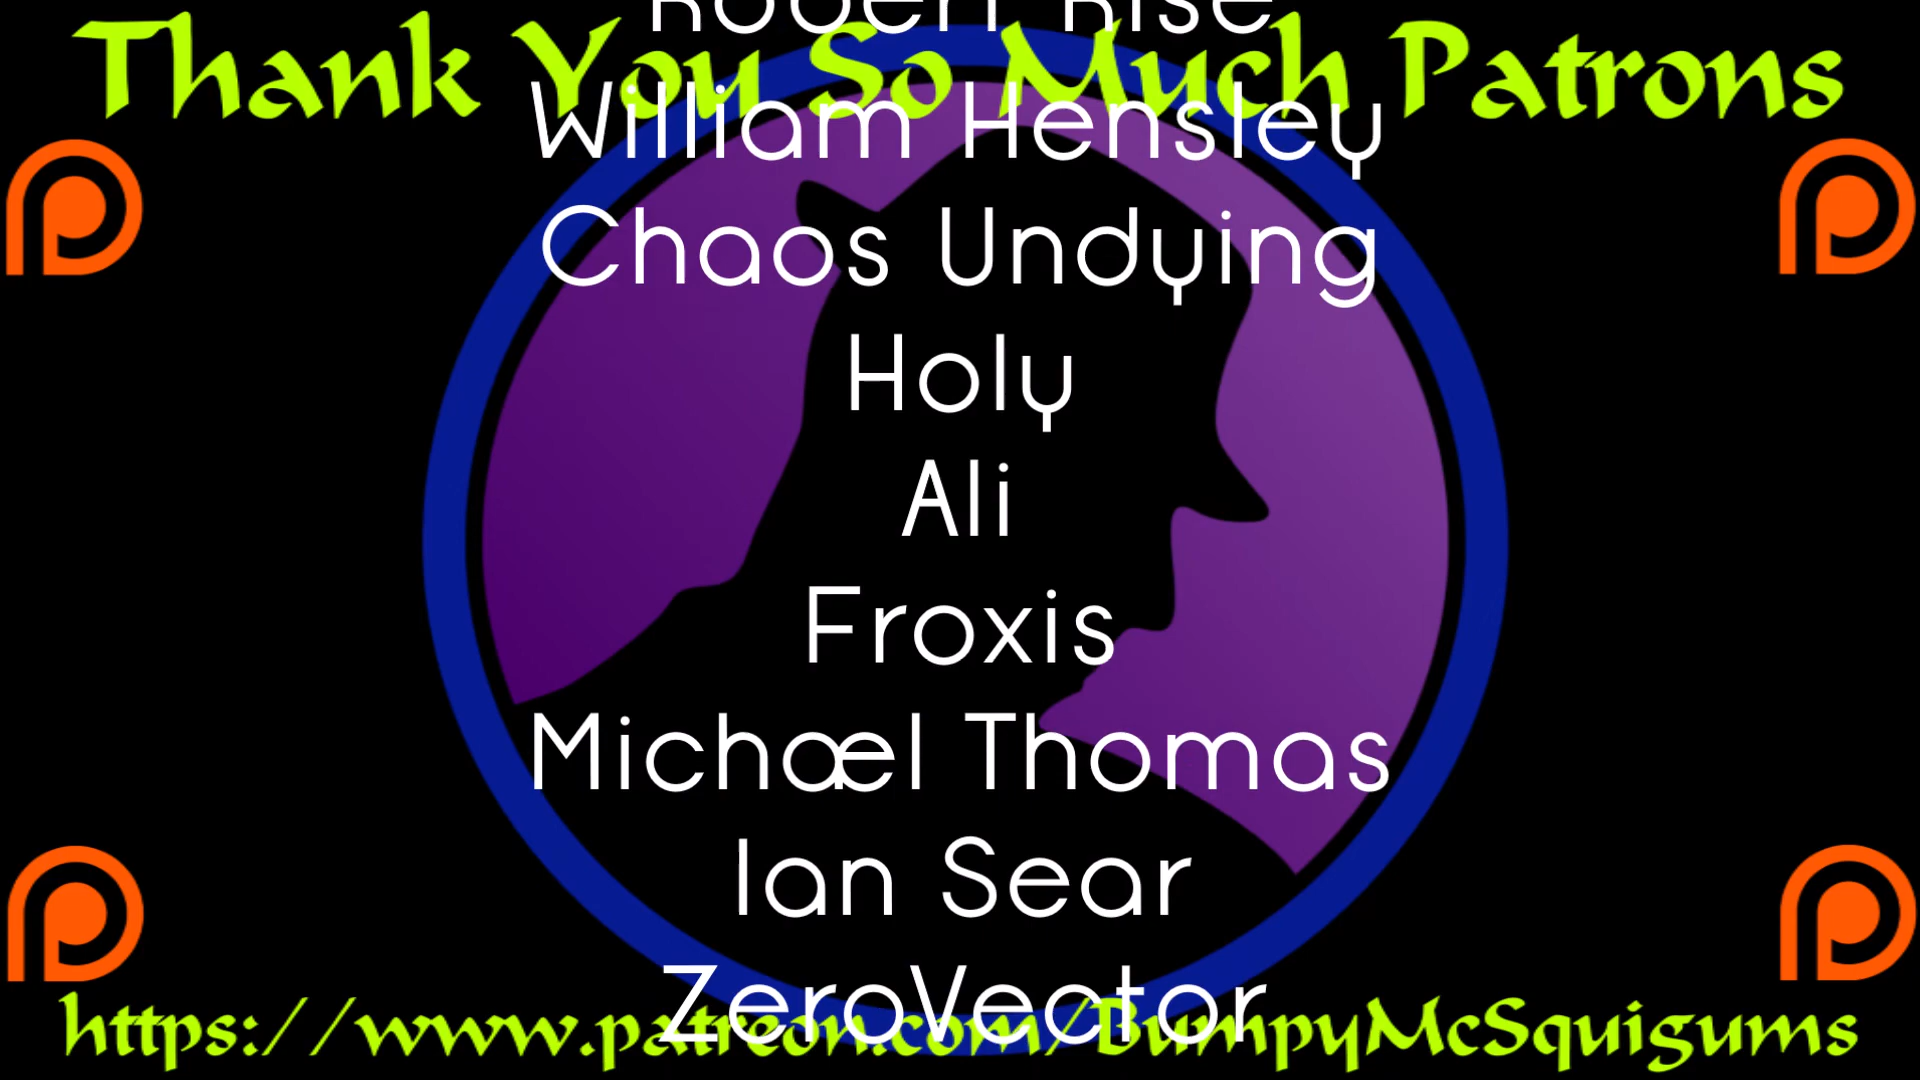 Thank You So Much Patrons
William Hensley
Chaos Undying
Holy
Ali
Froxis
Michæl Thomas
Ian Sear
ZeroVector
https://www.patreon.com/BumpyMcSquigums